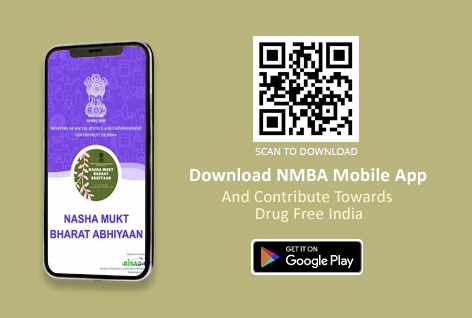 MINISTRY OF SOCIAL JUSTICE AND EMPOWERMENT
GOVERNMENT OF INDIA
NASHA MUKT
BHARAT
ABHIYAAN
NASHA MUKT
BHARAT ABHIYAAN
BISAG
SCAN TO DOWNLOAD
Download NMBA Mobile App
And Contribute Towards
Drug Free India
GET IT ON
Google Play